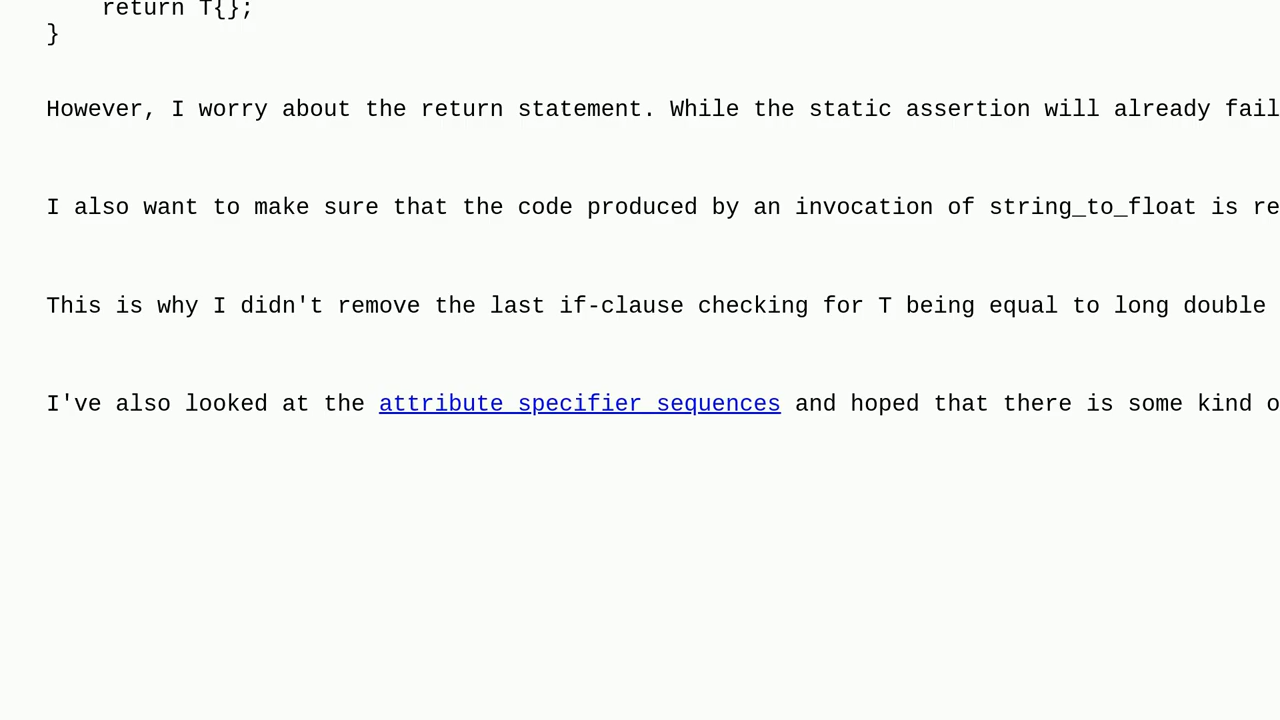 return T{};
}
However, I worry about the return statement. While the static assertion will already fail
I also want to make sure that the code produced by an invocation of string_to_float is re
This is why I didn't remove the last if-clause checking for T being equal to long double
I've also looked at the attribute specifier sequences and hoped that there is some kind o